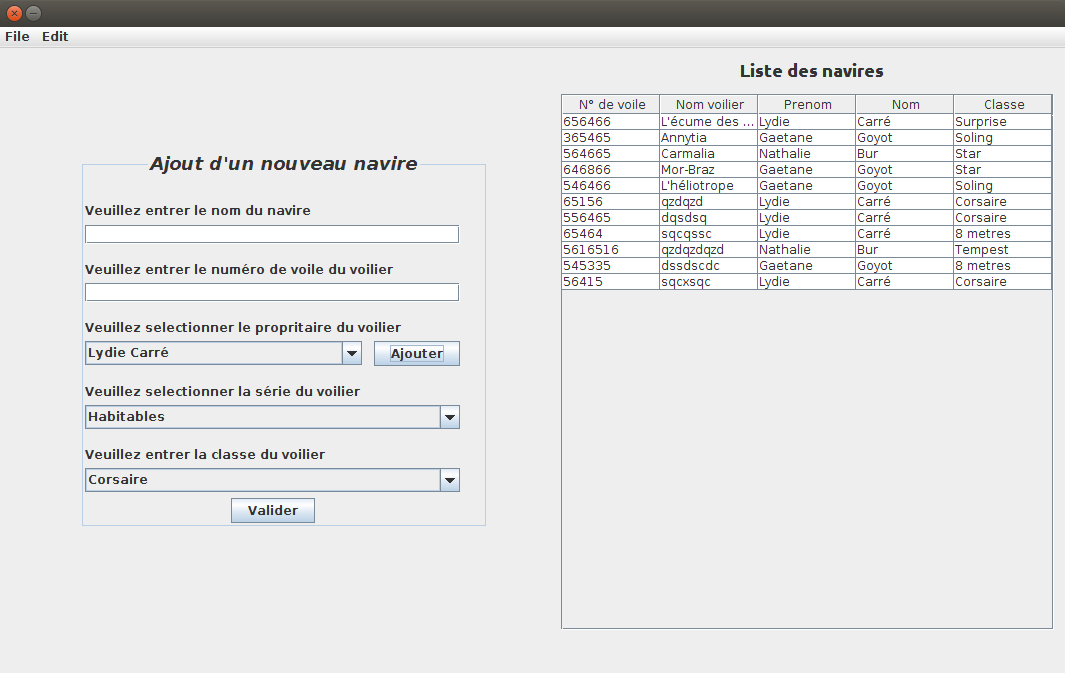 File Edit
Ajout d'un nouveau navire
Veuillez entrer le nom du navire
Veuillez entrer le numéro de voile du voilier
Veuillez selectionner le propritaire du voilier
Lydie Carré Ajouter
Veuillez selectionner la série du voilier
Habitables
Veuillez entrer la classe du voilier
Corsaire
Valider
Liste des navires
N° de voile Nom voilier Prenom Nom Classe
656466 L'écume des ... Lydie Carré Surprise
365465 Annytia Gaetane Goyot Soling
564665 Carmalia Nathalie Bur Star
646866 Mor-Braz Gaetane Goyot Star
546466 L'héliotrope Gaetane Goyot Soling
65156 qzdqzd Lydie Carré Corsaire
556465 dqsdsq Lydie Carré Corsaire
65464 sqcqssc Lydie Carré 8 metres
5616516 qzdqzdqzd Nathalie Bur Tempest
545335 dssdscdc Gaetane Goyot 8 metres
56415 sqcxsqc Lydie Carré Corsaire